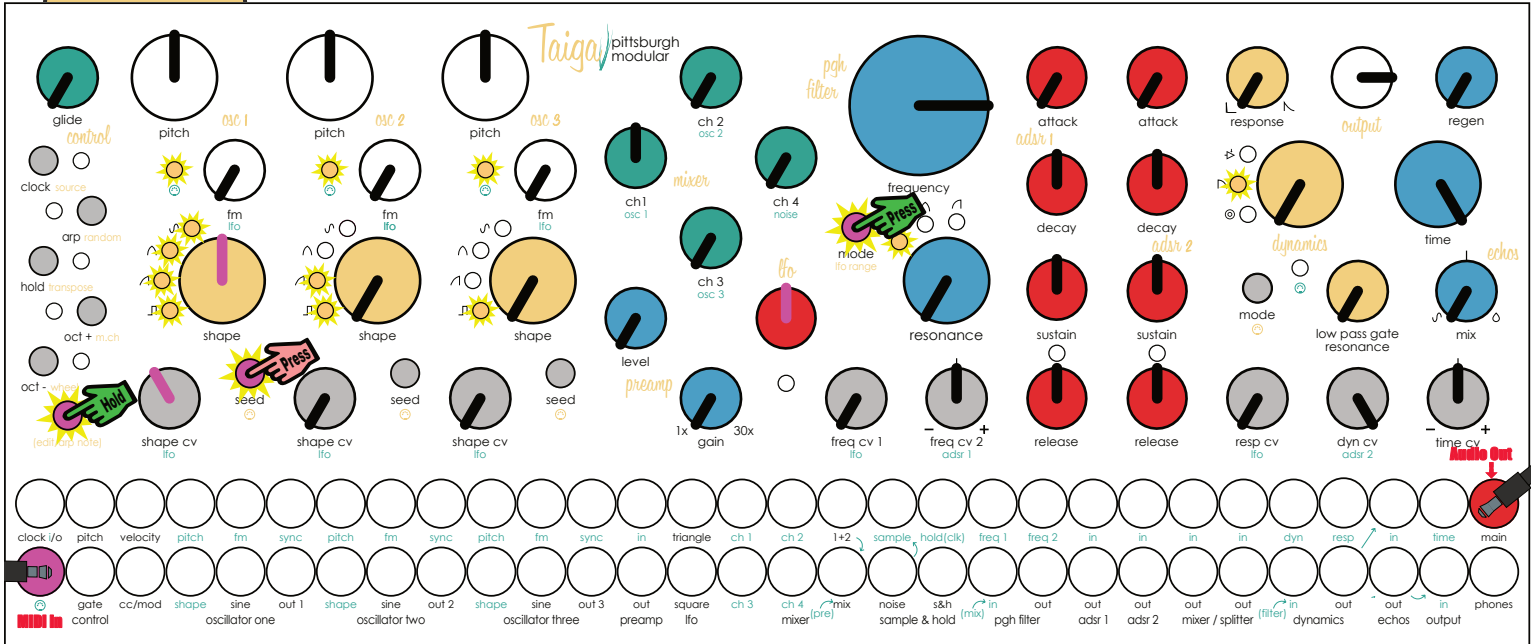 Taiga
pittsburgh
modular
glide
pitch
osc 1
pitch
osc 2
pitch
osc 3
ch 2
osc 2
pgh
filter
attack
attack
response
output
regen
control
clock source
fm
lfo
fm
lfo
fm
lfo
ch1
osc 1
mixer
ch 4
noise
frequency
adsr 1
decay
decay
adsr 2
dynamics
time
echos
arp random
hold transpose
oct + m.ch
oct - wheel
Hold
(edit arp note)
shape
shape
shape
Press
seed
seed
seed
shape cv
lfo
shape cv
lfo
shape cv
lfo
ch 3
osc 3
lfo
level
preamp
1x
30x
gain
Press
mode
lfo range
resonance
freq cv 1
lfo
- +
freq cv 2
adsr 1
sustain
sustain
release
release
mode
low pass gate
resonance
mix
resp cv
lfo
dyn cv
adsr 2
- +
time cv
Audio Out
clock i/o pitch velocity pitch fm sync pitch fm sync pitch fm sync in triangle ch 1 ch 2 1+2 sample hold(clk) freq 1 freq 2 in in in in dyn resp in time main
gate cc/mod shape sine out 1 shape sine out 2 shape sine out 3 out square ch 3 ch 4 (pre) mix noise s&h (mix) in out out out out out (filter) in out out in phones
MIDI In control oscillator one oscillator two oscillator three preamp lfo mixer sample & hold pgh filter adsr 1 adsr 2 mixer / splitter dynamics echos output